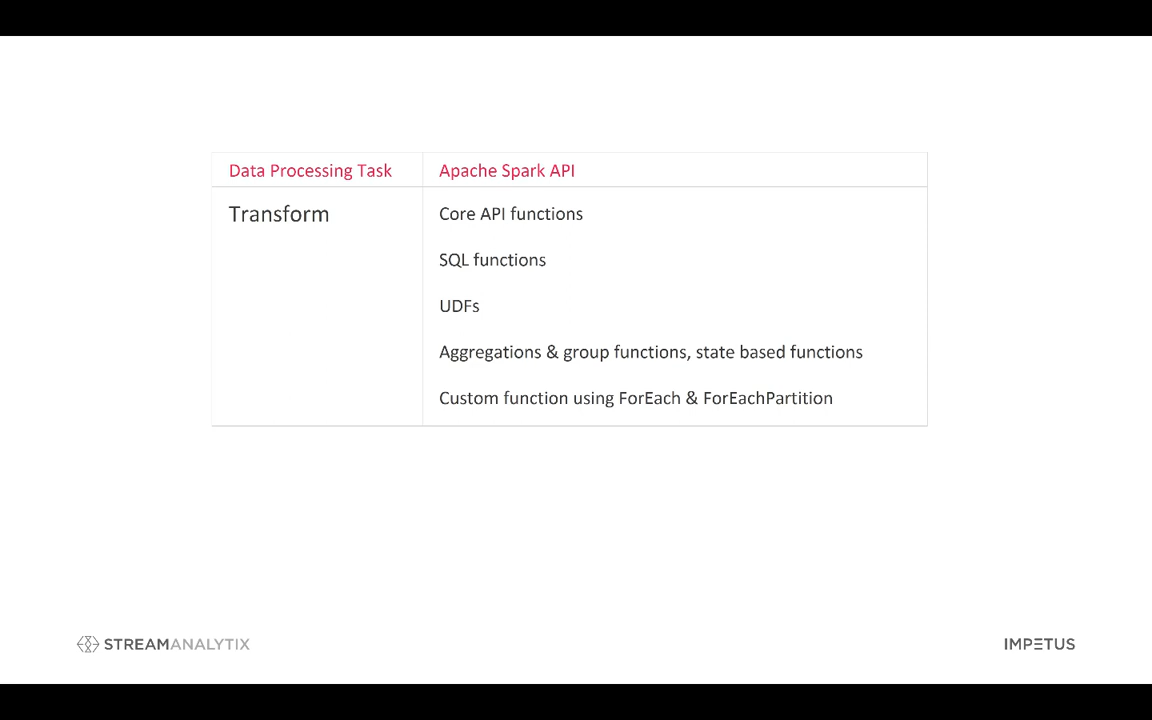 Data Processing Task Apache Spark API
Transform Core API functions
SQL functions
UDFs
Aggregations & group functions, state based functions
Custom function using ForEach & ForEachPartition
STREAMANALYTIX IMPETUS